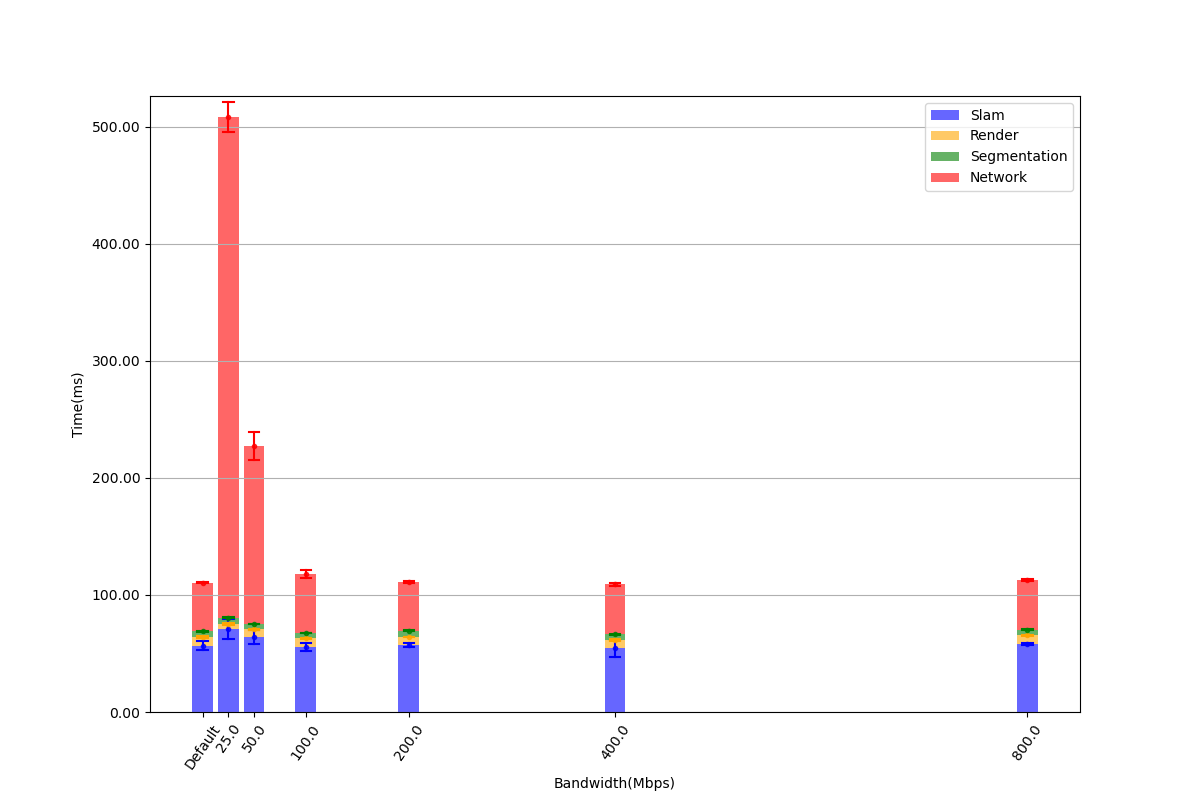 500.00
400.00
300.00
200.00
100.00
0.00
Time(ms)
Slam
Render
Segmentation
Network
Default
25.0
50.0
100.0
200.0
400.0
800.0
Bandwidth(Mbps)